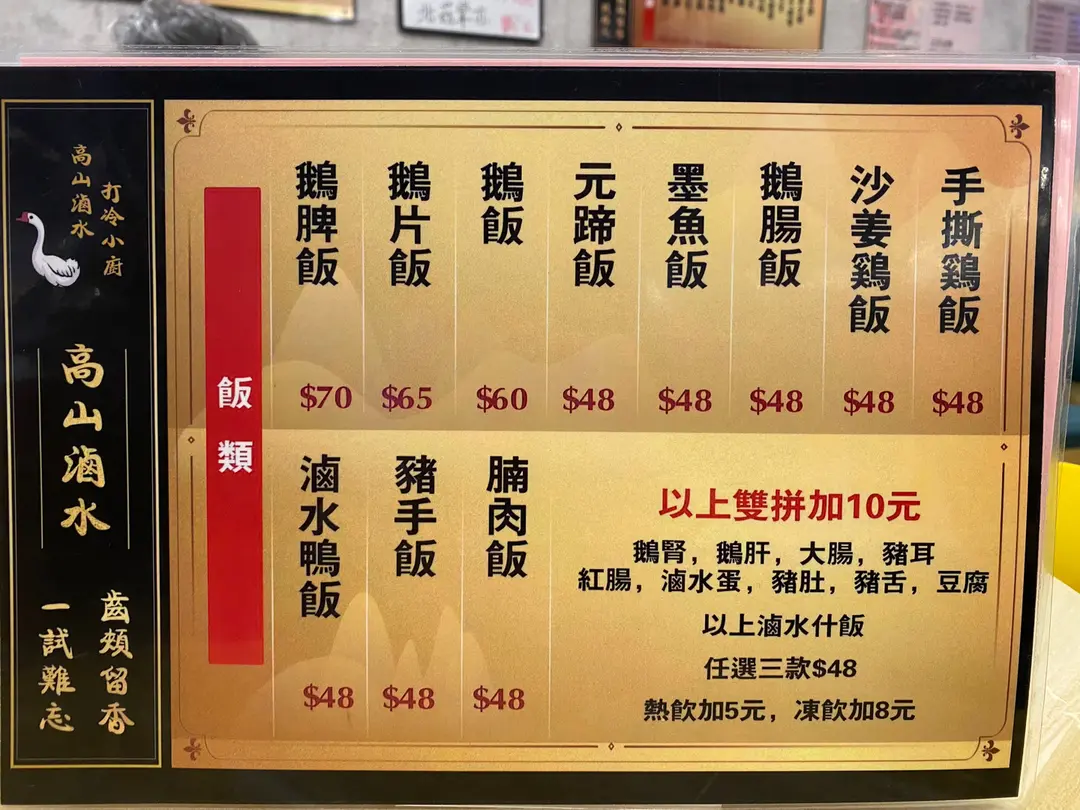 高山滷水
打冷小廚
高山滷水
齒頰留香
一試難忘
飯類
鵝脾飯 $70
鵝片飯 $65
鵝飯 $60
元蹄飯 $48
墨魚飯 $48
鵝腸飯 $48
沙姜鷄飯 $48
手撕鷄飯 $48
滷水鴨飯 $48
豬手飯 $48
腩肉飯 $48
以上雙拼加10元
鵝腎，鵝肝，大腸，豬耳
紅腸，滷水蛋，豬肚，豬舌，豆腐
以上滷水什飯
任選三款$48
熱飲加5元，凍飲加8元